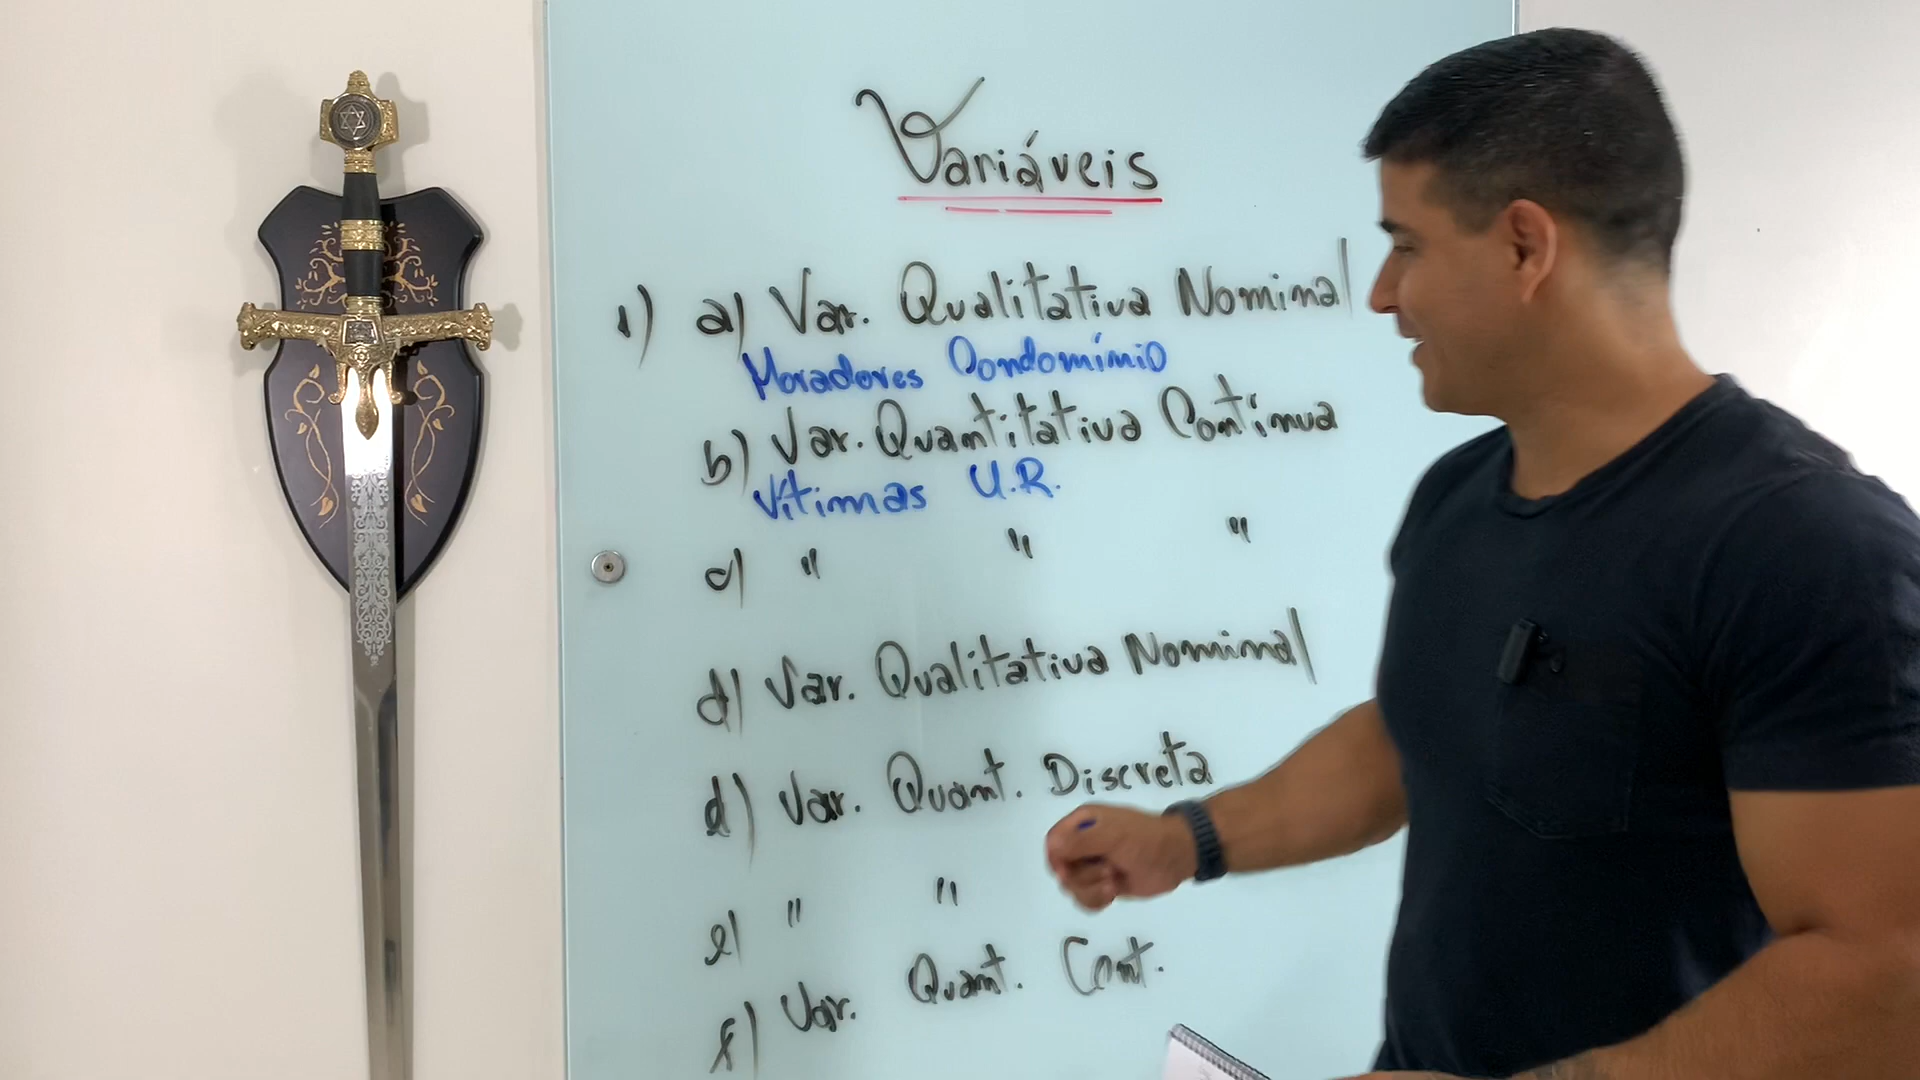 Variáveis
1) a) Var. Qualitativa Nominal
Moradores Condomínio
b) Var. Quantitativa Contínua
Vítimas U.R.
c) " " "
d) Var. Qualitativa Nominal
d) Var. Quant. Discreta
e) " "
f) Var. Quant. Cont.